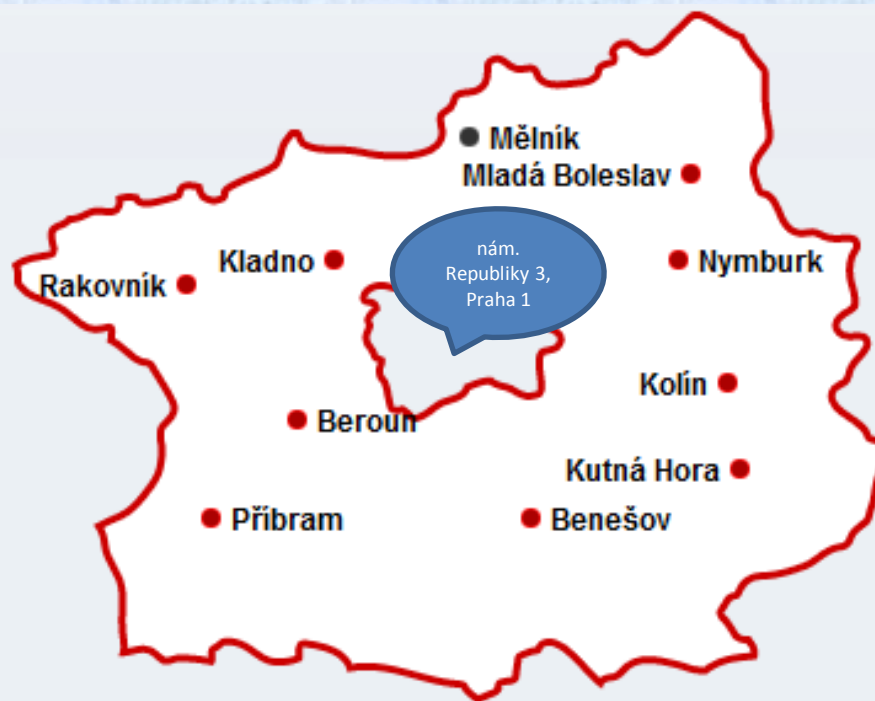 Mělník
Mladá Boleslav
nám.
Republiky 3,
Praha 1
Kladno
Nymburk
Rakovník
Kolín
Beroun
Kutná Hora
Příbram
Benešov